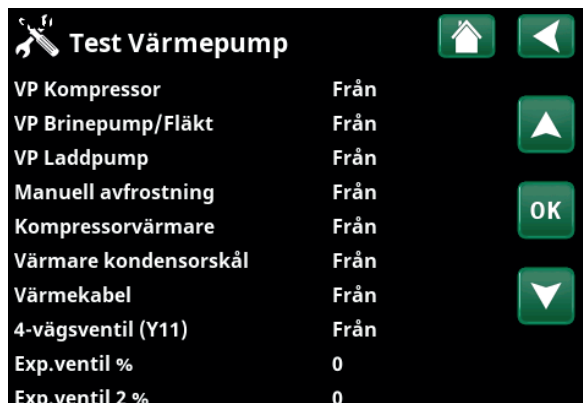 Test Värmepump
VP Kompressor Från
VP Brinepump/Fläkt Från
VP Laddpump Från
Manuell avfrostning Från
OK
Kompressorvärmare Från
Värmare kondensorskål Från
Värmekabel Från
4-vägsventil (Y11) Från
Exp.ventil % 0
Exp.ventil 2 % 0